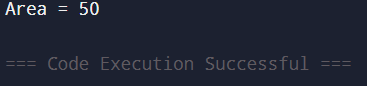 Area = 50
=== Code Execution Successful ===